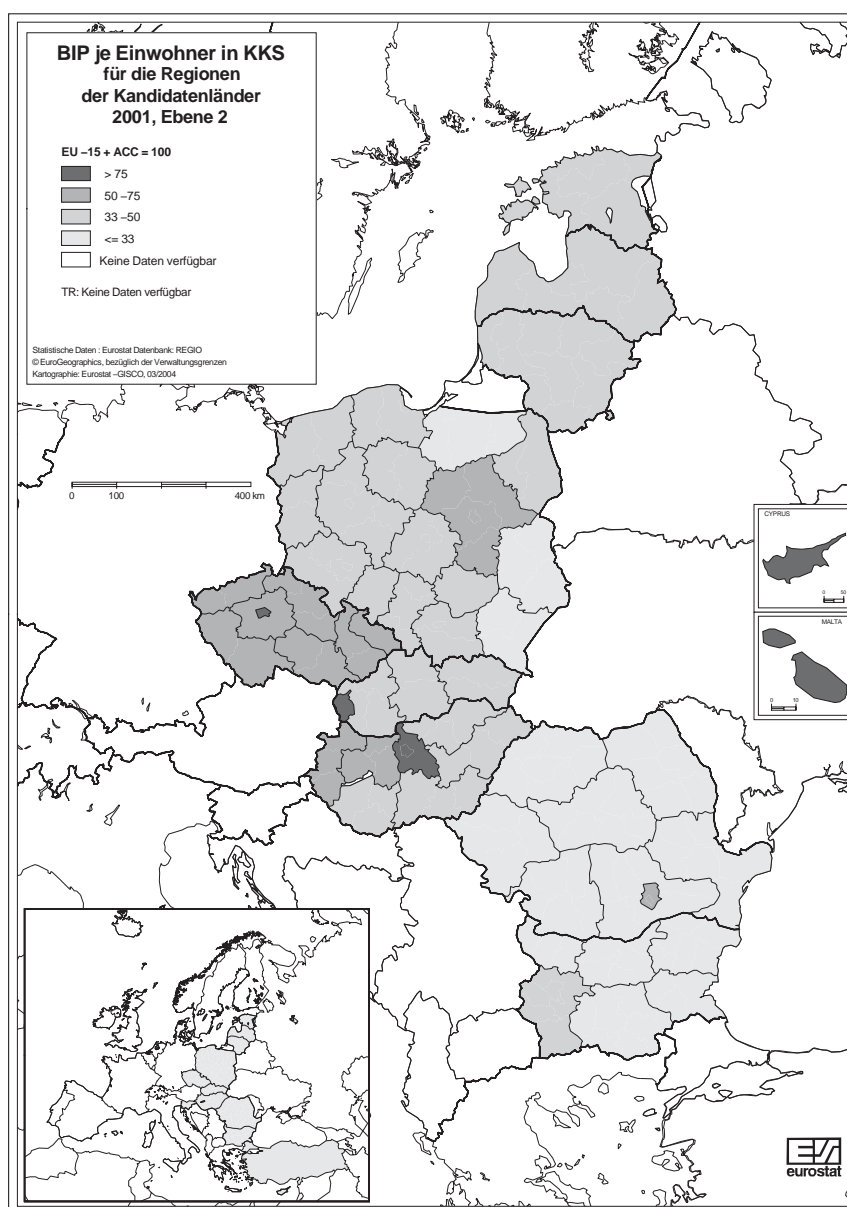 BIP je Einwohner in KKS
für die Regionen
der Kandidatenländer
2001, Ebene 2
EU –15 + ACC = 100
> 75
50 –75
33 –50
<= 33
Keine Daten verfügbar
TR: Keine Daten verfügbar
Statistische Daten : Eurostat Datenbank: REGIO
© EuroGeographics, bezüglich der Verwaltungsgrenzen
Kartographie: Eurostat –GISCO, 03/2004
0 100 400 km
CYPRUS
0 50
MALTA
0 10
eurostat